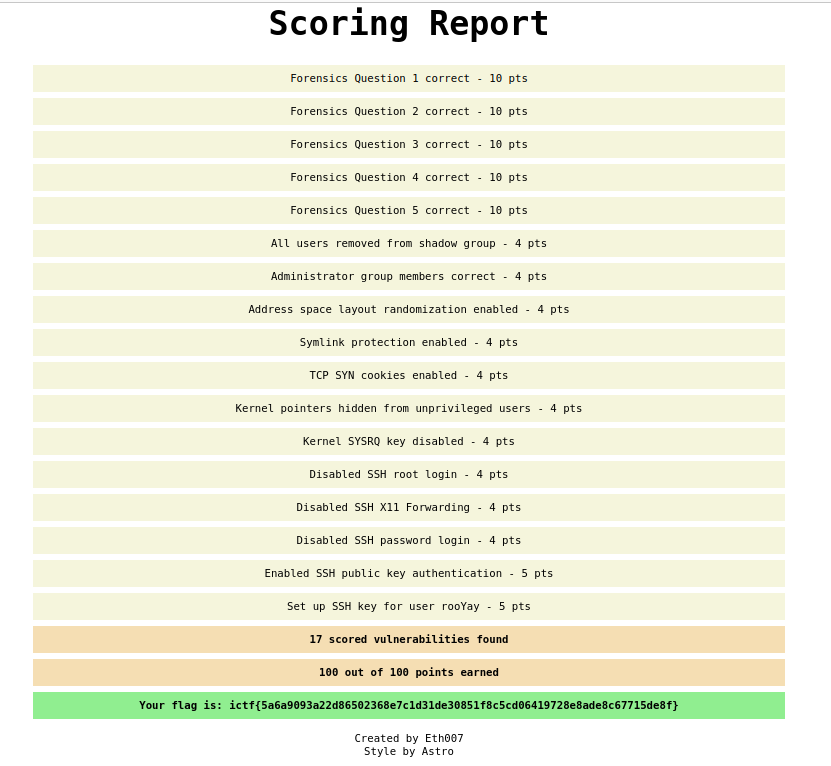 Scoring Report
Forensics Question 1 correct - 10 pts
Forensics Question 2 correct - 10 pts
Forensics Question 3 correct - 10 pts
Forensics Question 4 correct - 10 pts
Forensics Question 5 correct - 10 pts
All users removed from shadow group - 4 pts
Administrator group members correct - 4 pts
Address space layout randomization enabled - 4 pts
Symlink protection enabled - 4 pts
TCP SYN cookies enabled - 4 pts
Kernel pointers hidden from unprivileged users - 4 pts
Kernel SYSRQ key disabled - 4 pts
Disabled SSH root login - 4 pts
Disabled SSH X11 Forwarding - 4 pts
Disabled SSH password login - 4 pts
Enabled SSH public key authentication - 5 pts
Set up SSH key for user rooYay - 5 pts
17 scored vulnerabilities found
100 out of 100 points earned
Your flag is: ictf{5a6a9093a22d86502368e7c1d31de30851f8c5cd06419728e8ade8c67715de8f}
Created by Eth007
Style by Astro